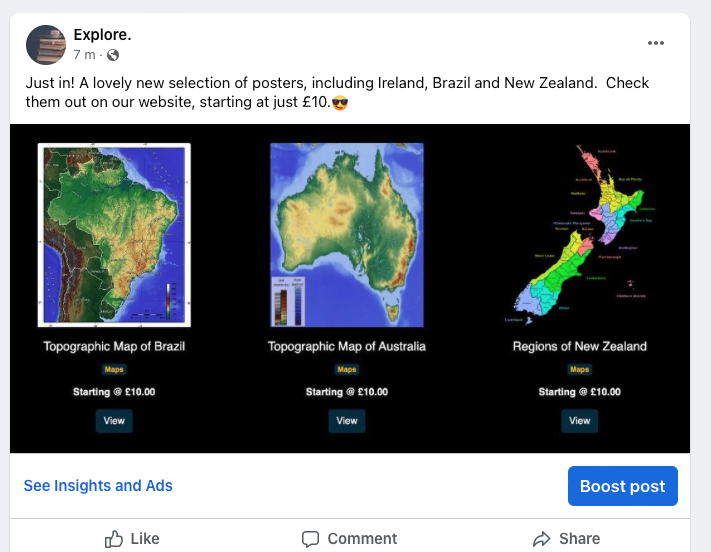 Explore.
7 m ·
Just in! A lovely new selection of posters, including Ireland, Brazil and New Zealand. Check
them out on our website, starting at just £10.😎
Topographic Map of Brazil
Maps
Starting @ £10.00
View
Topographic Map of Australia
Maps
Starting @ £10.00
View
Regions of New Zealand
Maps
Starting @ £10.00
View
See Insights and Ads
Boost post
Like
Comment
Share